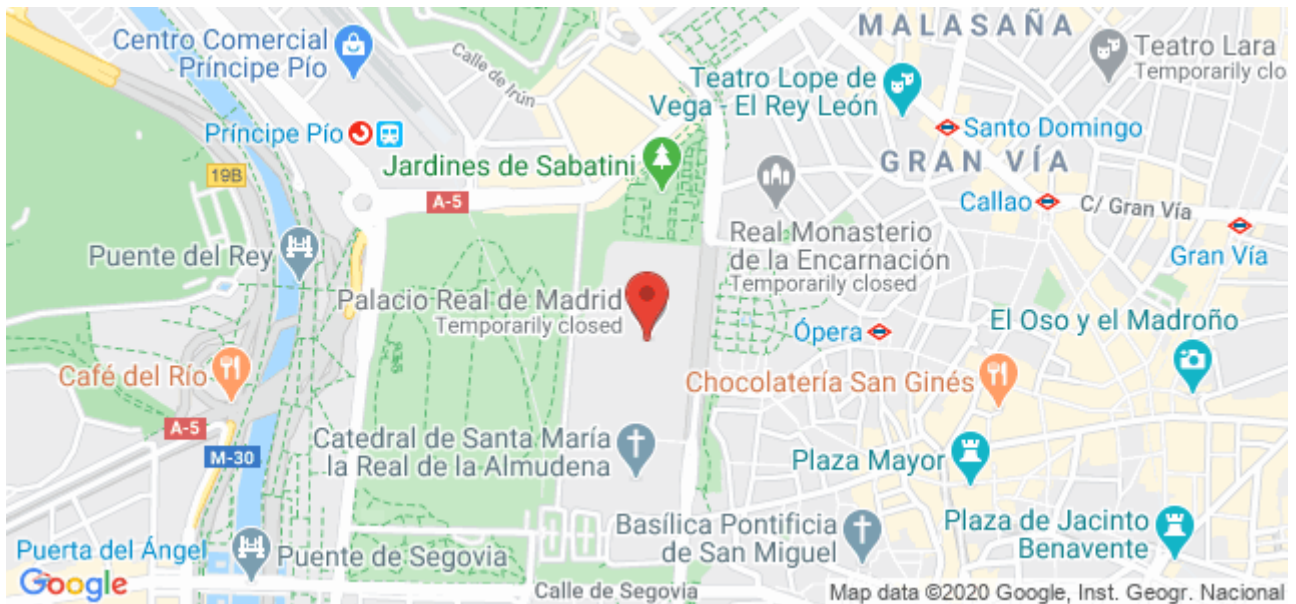 MALASAÑA
Centro Comercial
Príncipe Pío
Calle de Irún
Teatro Lara
Temporarily clo
Teatro Lope de
Vega - El Rey León
Príncipe Pío
Santo Domingo
Jardines de Sabatini
GRAN VÍA
19B
A-5
Callao
C/ Gran Vía
Real Monasterio
de la Encarnación
Temporarily closed
Gran Vía
Puente del Rey
Palacio Real de Madrid
Temporarily closed
Ópera
El Oso y el Madroño
Café del Río
Chocolatería San Ginés
A-5
M-30
Catedral de Santa María
la Real de la Almudena
Plaza Mayor
Basílica Pontificia
de San Miguel
Plaza de Jacinto
Benavente
Puerta del Ángel
Puente de Segovia
Google
Calle de Segovia
Map data ©2020 Google, Inst. Geogr. Nacional